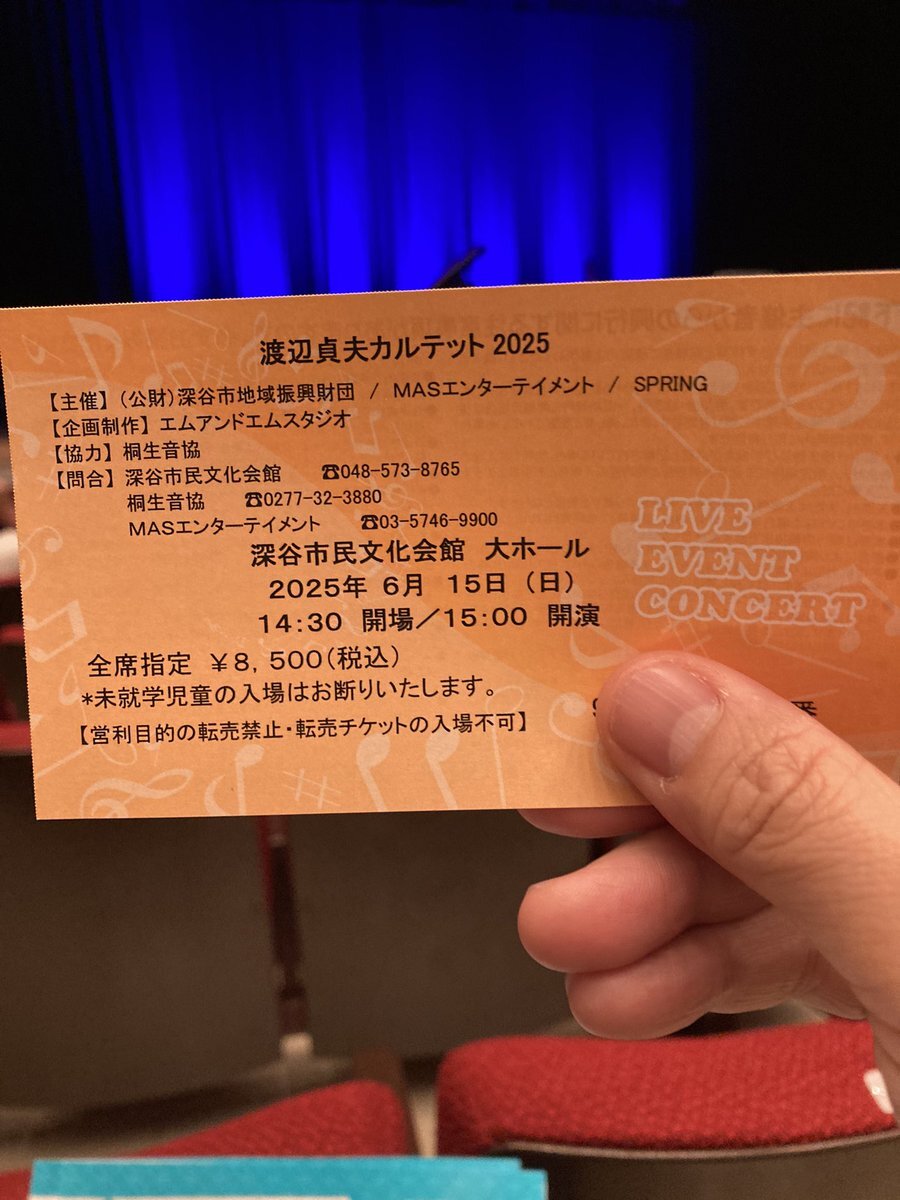 渡辺貞夫カルテット 2025
【主催】（公財）深谷市地域振興財団 / MASエンターテイメント / SPRING
【企画制作】エムアンドエムスタジオ
【協力】桐生音協
【問合】深谷市民文化会館 ☎048-573-8765
桐生音協 ☎0277-32-3880
MASエンターテイメント ☎03-5746-9900
深谷市民文化会館 大ホール
2025年 6月 15日（日）
14:30 開場／15:00 開演
LIVE
EVENT
CONCERT
全席指定 ￥8,500（税込）
*未就学児童の入場はお断りいたします。
【営利目的の転売禁止・転売チケットの入場不可】
番